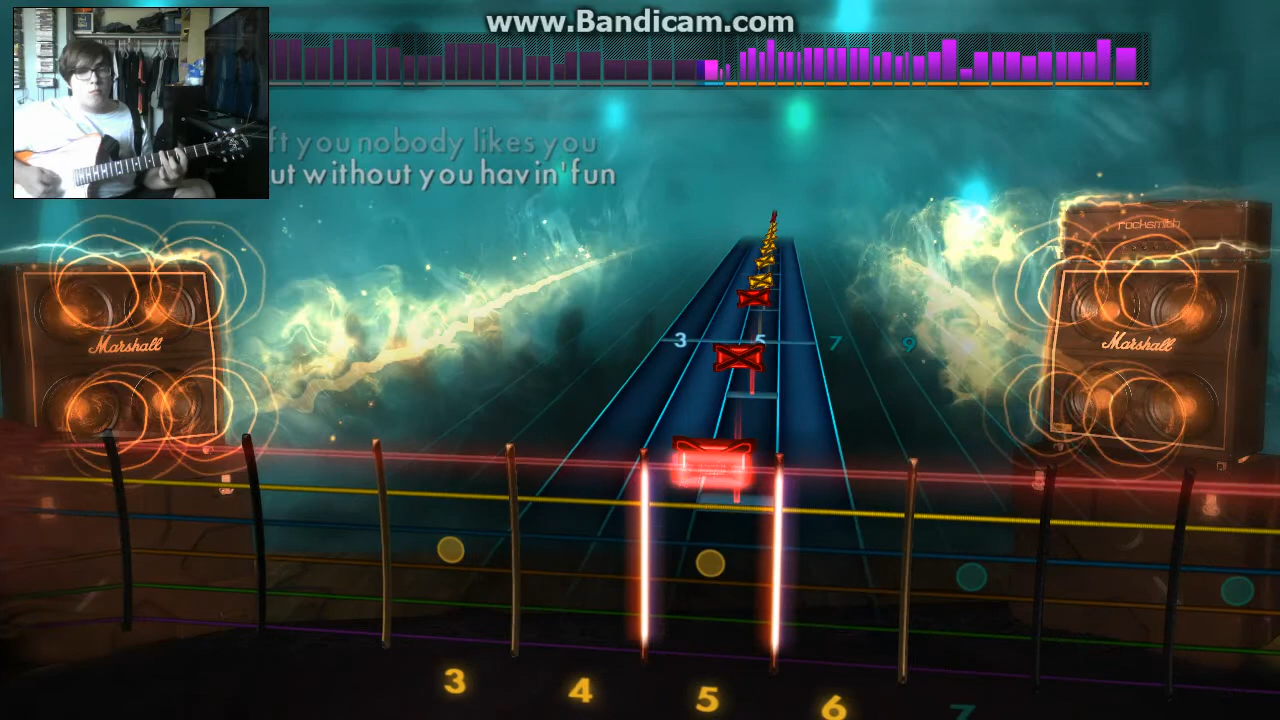 www.Bandicam.com
ft you nobody likes you
ut without you havin' fun
rocksmith
Marshall
Marshall
3 5 7 9
3 4 5 6 7